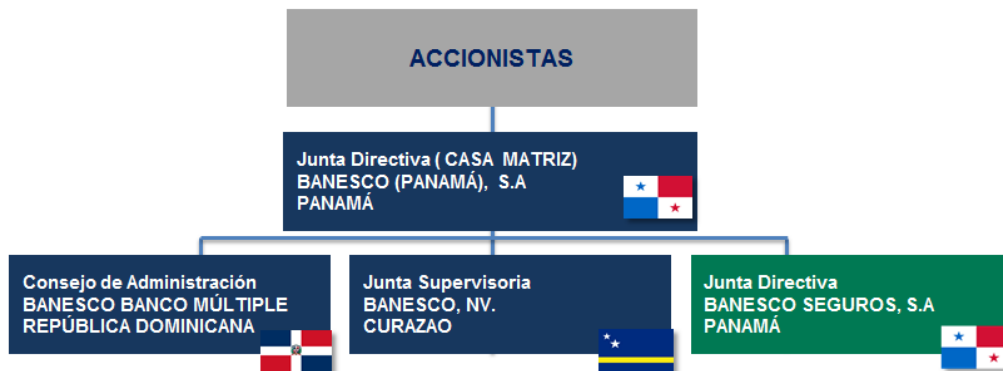 ACCIONISTAS
Junta Directiva ( CASA MATRIZ)
BANESCO (PANAMÁ), S.A
PANAMÁ
Consejo de Administración
BANESCO BANCO MÚLTIPLE
REPÚBLICA DOMINICANA
Junta Supervisoria
BANESCO, NV.
CURAZAO
Junta Directiva
BANESCO SEGUROS, S.A
PANAMÁ